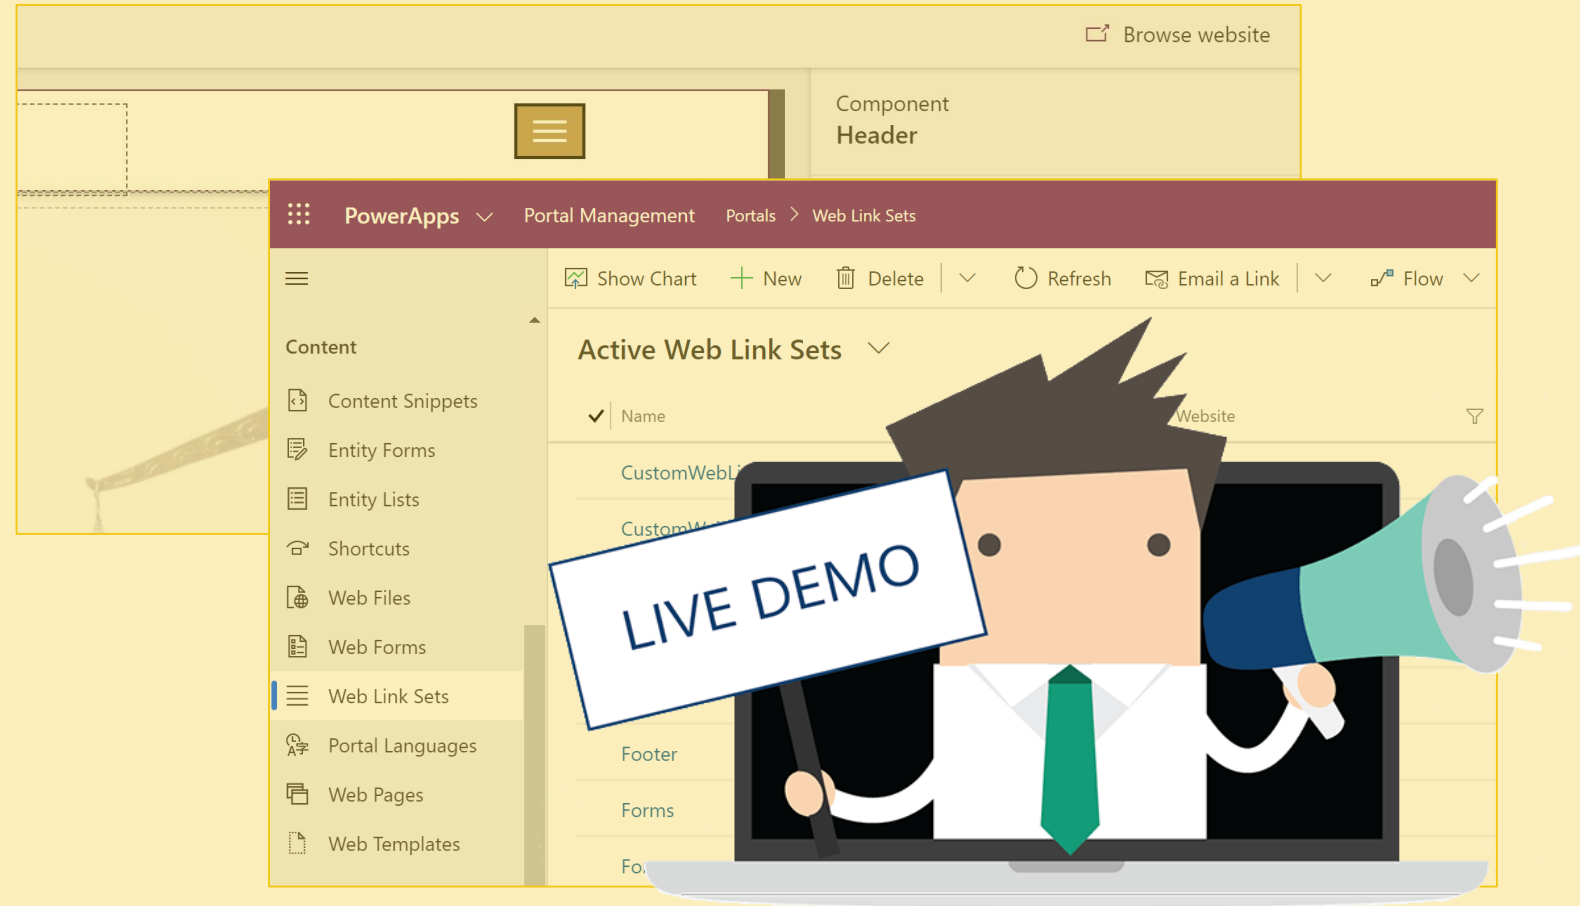 Browse website
Component
Header
PowerApps
Portal Management
Portals > Web Link Sets
Show Chart
New
Delete
Refresh
Email a Link
Flow
Content
Content Snippets
Entity Forms
Entity Lists
Shortcuts
Web Files
Web Forms
Web Link Sets
Portal Languages
Web Pages
Web Templates
Active Web Link Sets
Name
Website
LIVE DEMO
Footer
Forms